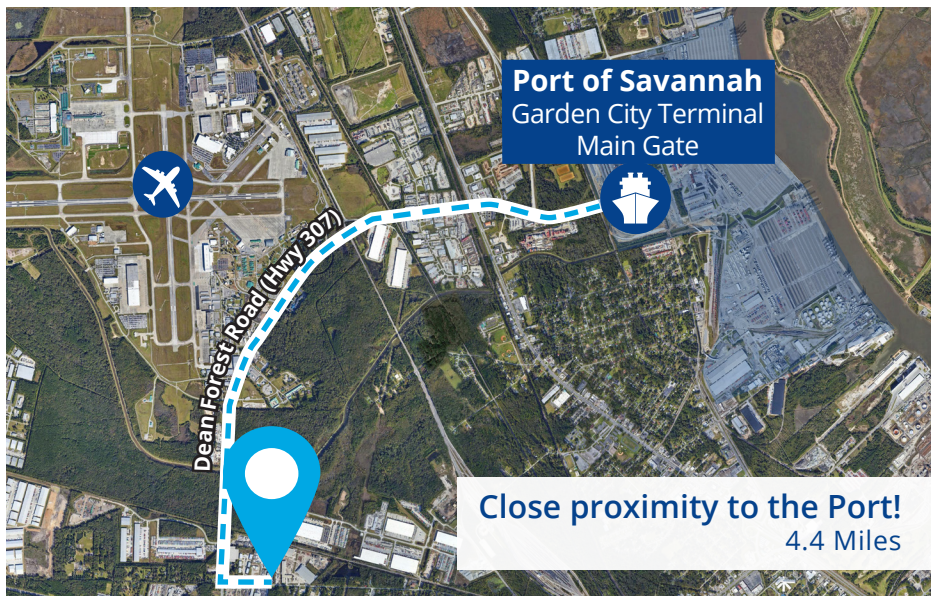 Port of Savannah
Garden City Terminal
Main Gate
Dean Forest Road (Hwy 307)
Close proximity to the Port!
4.4 Miles